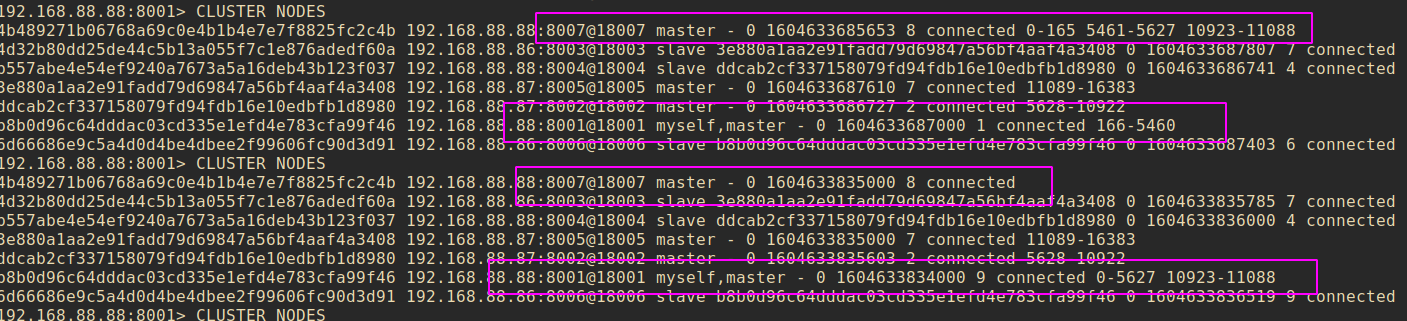 192.168.88.88:8001> CLUSTER NODES
4b489271b06768a69c0e4b1b4e7e7f8825fc2c4b 192.168.88.88:8007@18007 master - 0 1604633685653 8 connected 0-165 5461-5627 10923-11088
4d32b80dd25de44c5b13a055f7c1e876adedf60a 192.168.88.86:8003@18003 slave 3e880a1aa2e91fadd79d69847a56bf4aaf4a3408 0 1604633687807 7 connected
b557abe4e54ef9240a7673a5a16deb43b123f037 192.168.88.88:8004@18004 slave ddcab2cf337158079fd94fdb16e10edbfb1d8980 0 1604633686741 4 connected
3e880a1aa2e91fadd79d69847a56bf4aaf4a3408 192.168.88.87:8005@18005 master - 0 1604633687610 7 connected 11089-16383
ddcab2cf337158079fd94fdb16e10edbfb1d8980 192.168.88.87:8002@18002 master - 0 1604633686727 2 connected 5628-10922
b8b0d96c64dddac03cd335e1efd4e783cfa99f46 192.168.88.88:8001@18001 myself,master - 0 1604633687000 1 connected 166-5460
6d66686e9c5a4d0d4be4dbee2f99606fc90d3d91 192.168.88.86:8006@18006 slave b8b0d96c64dddac03cd335e1efd4e783cfa99f46 0 1604633687403 6 connected
192.168.88.88:8001> CLUSTER NODES
4b489271b06768a69c0e4b1b4e7e7f8825fc2c4b 192.168.88.88:8007@18007 master - 0 1604633835000 8 connected
4d32b80dd25de44c5b13a055f7c1e876adedf60a 192.168.88.86:8003@18003 slave 3e880a1aa2e91fadd79d69847a56bf4aaf4a3408 0 1604633835785 7 connected
b557abe4e54ef9240a7673a5a16deb43b123f037 192.168.88.88:8004@18004 slave ddcab2cf337158079fd94fdb16e10edbfb1d8980 0 1604633836000 4 connected
3e880a1aa2e91fadd79d69847a56bf4aaf4a3408 192.168.88.87:8005@18005 master - 0 1604633835000 7 connected 11089-16383
ddcab2cf337158079fd94fdb16e10edbfb1d8980 192.168.88.87:8002@18002 master - 0 1604633835603 2 connected 5628-10922
b8b0d96c64dddac03cd335e1efd4e783cfa99f46 192.168.88.88:8001@18001 myself,master - 0 1604633834000 9 connected 0-5627 10923-11088
6d66686e9c5a4d0d4be4dbee2f99606fc90d3d91 192.168.88.86:8006@18006 slave b8b0d96c64dddac03cd335e1efd4e783cfa99f46 0 1604633836519 9 connected
192.168.88.88:8001> CLUSTER NODES